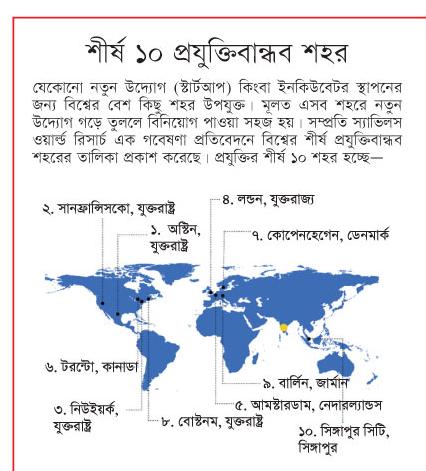 শীর্ষ ১০ প্রযুক্তিবান্ধব শহর
যেকোনো নতুন উদ্যোগ (স্টার্টআপ) কিংবা ইনকিউবেটর স্থাপনের
জন্য বিশ্বের বেশ কিছু শহর উপযুক্ত। মূলত এসব শহরে নতুন
উদ্যোগ গড়ে তুললে বিনিয়োগ পাওয়া সহজ হয়। সম্প্রতি স্যাভিলস
ওয়ার্ল্ড রিসার্চ এক গবেষণা প্রতিবেদনে বিশ্বের শীর্ষ প্রযুক্তিবান্ধব
শহরের তালিকা প্রকাশ করেছে। প্রযুক্তির শীর্ষ ১০ শহর হচ্ছে—
৪. লন্ডন, যুক্তরাজ্য
২. সানফ্রান্সিসকো, যুক্তরাষ্ট্র
১. অস্টিন,
যুক্তরাষ্ট্র
৭. কোপেনহেগেন, ডেনমার্ক
৬. টরন্টো, কানাডা
৯. বার্লিন, জার্মান
৩. নিউইয়র্ক,
যুক্তরাষ্ট্র
৮. বোস্টনম, যুক্তরাষ্ট্র
৫. আমস্টারডাম, নেদারল্যান্ডস
১০. সিঙ্গাপুর সিটি,
সিঙ্গাপুর